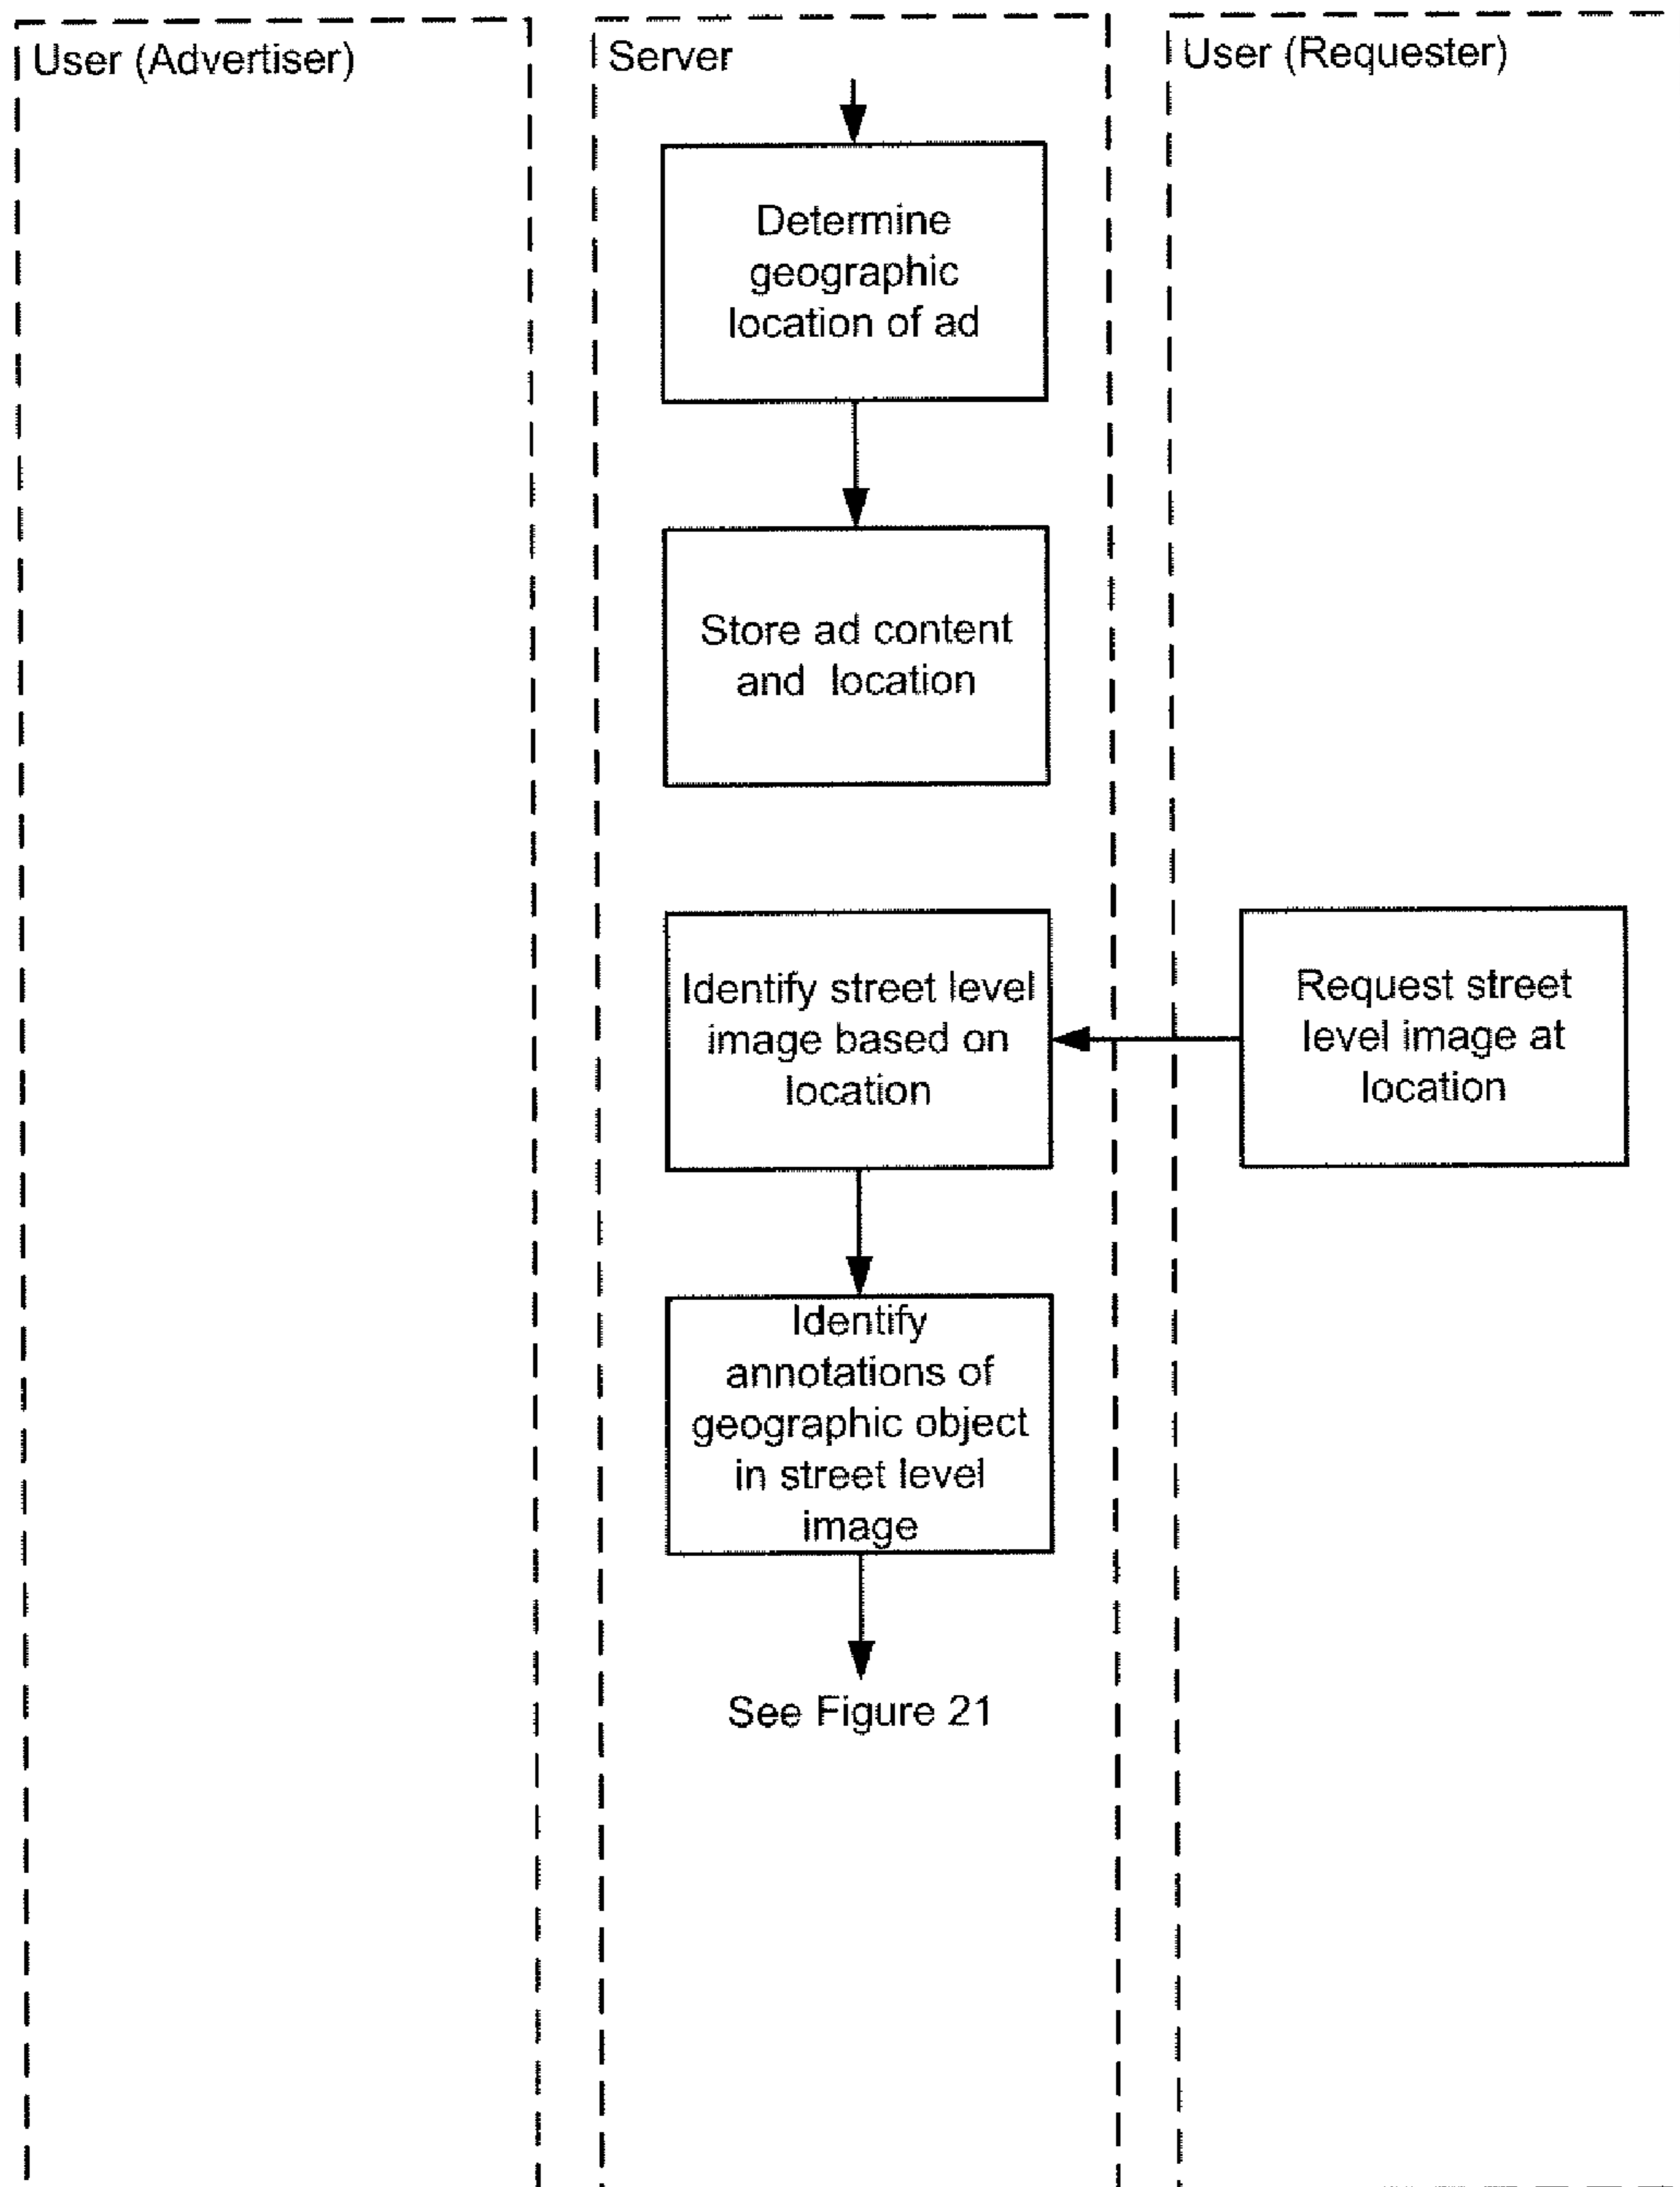 User (Advertiser)
Server
User (Requester)
Determine
geographic
location of ad
Store ad content
and location
Identify street level
image based on
location
Request street
level image at
location
Identify
annotations of
geographic object
in street level
image
See Figure 21